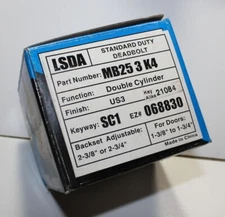 LSDA
STANDARD DUTY
DEADBOLT
Part Number: MB25 3 K4
Function: Double Cylinder
Finish: US3
Key 21084
Keyway: SC1 EZ# 068830
Backset Adjustable: For Doors:
2-3/8" or 2-3/4" 1-3/8" to 1-3/4"
Made in China